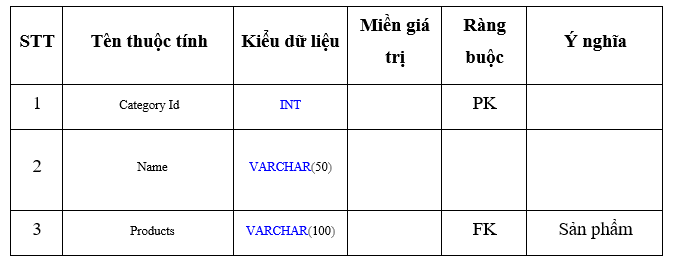 STT Tên thuộc tính Kiểu dữ liệu Miền giá trị Ràng buộc Ý nghĩa
1 Category Id INT PK
2 Name VARCHAR(50)
3 Products VARCHAR(100) FK Sản phẩm